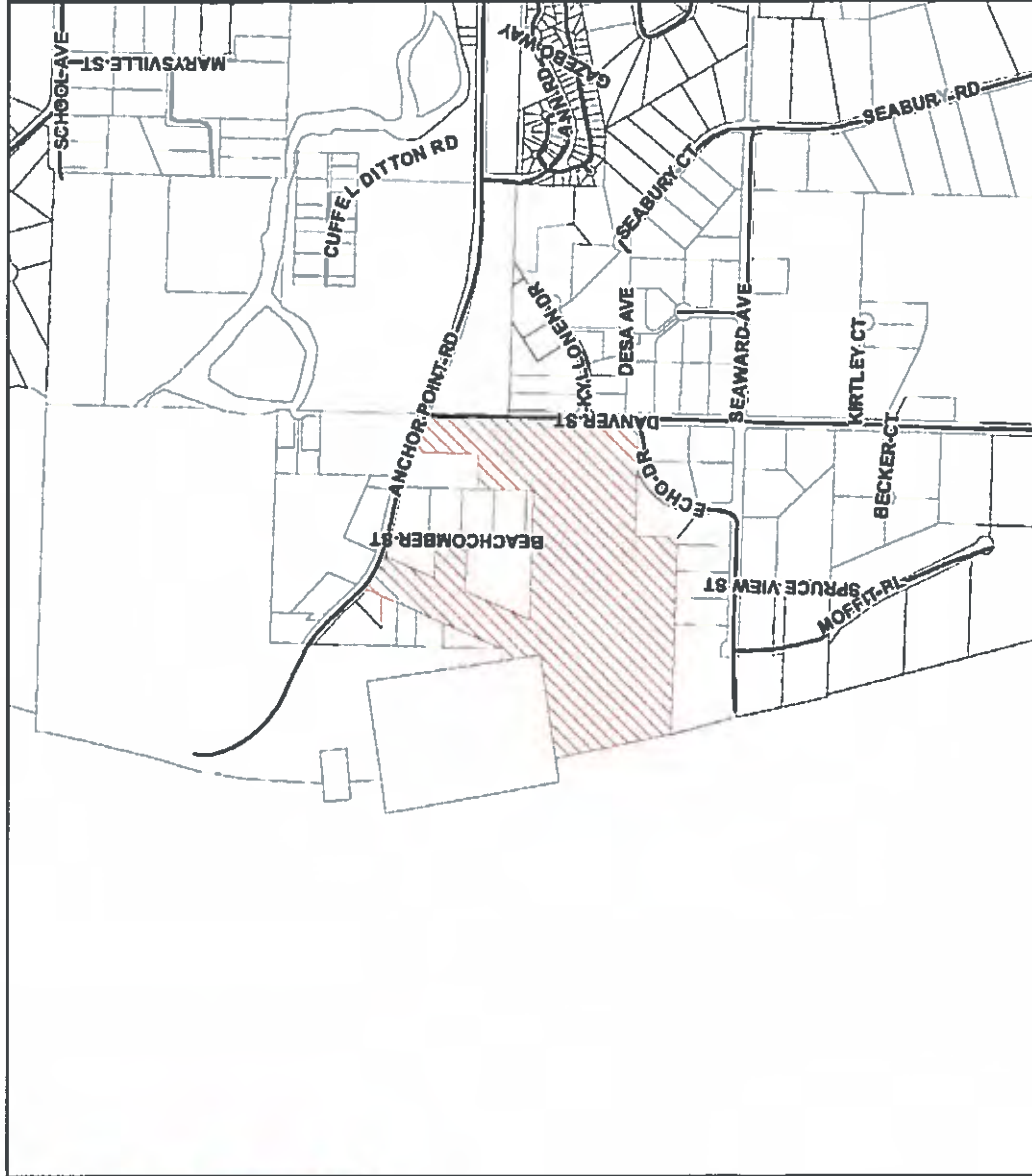 SCHOOL-AVE
MARYSVILLE-ST
CUFFEL DITTON RD
GAZEBO-WAY
ANN-RD
SEABURY-RD
SEABURY CT
ANCHOR-POINT-RD
KYLLONEN-DR
DESA AVE
SEAWARD-AVE
DANVER-ST
KIRTLEY CT
BECKER-CT
ECHO-DR
BEACHCOMBER-ST
SPRUCE-VIEW ST
MOFFIT-PL